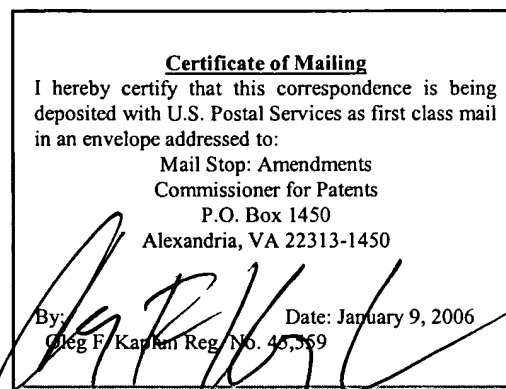 Certificate of Mailing
I hereby certify that this correspondence is being
deposited with U.S. Postal Services as first class mail
in an envelope addressed to:
Mail Stop: Amendments
Commissioner for Patents
P.O. Box 1450
Alexandria, VA 22313-1450
By: Date: January 9, 2006
Oleg F. Kaplun Reg. No. 45,559